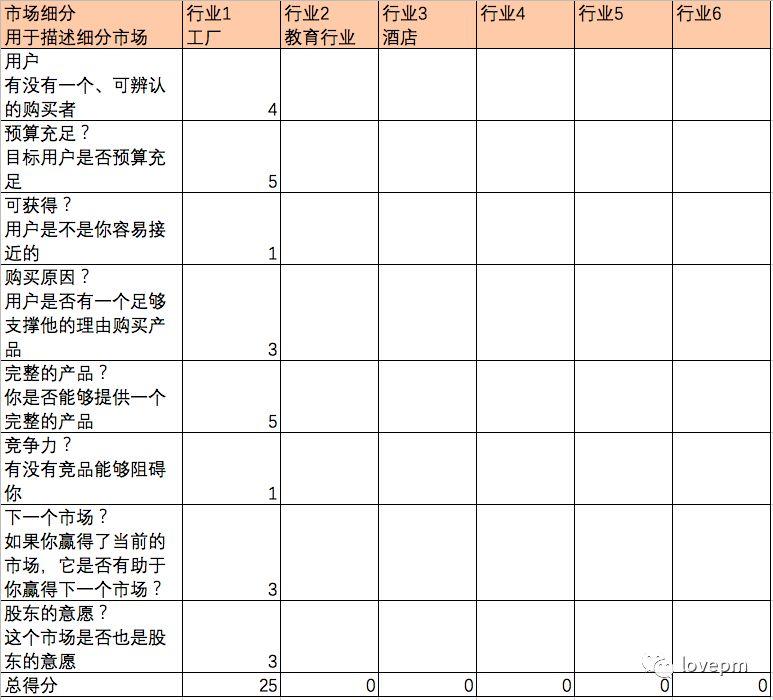 市场细分 行业1 行业2 行业3 行业4 行业5 行业6
用于描述细分市场 工厂 教育行业 酒店
用户
有没有一个、可辨认
的购买者 4
预算充足？
目标用户是否预算充
足 5
可获得？
用户是不是你容易接
近的 1
购买原因？
用户是否有一个足够
支撑他的理由购买产
品 3
完整的产品？
你是否能够提供一个
完整的产品 5
竞争力？
有没有竞品能够阻碍
你 1
下一个市场？
如果你赢得了当前的
市场，它是否有助于
你赢得下一个市场？ 3
股东的意愿？
这个市场是否也是股
东的意愿 3
lovepm
总得分 25 0 0 0 0 0